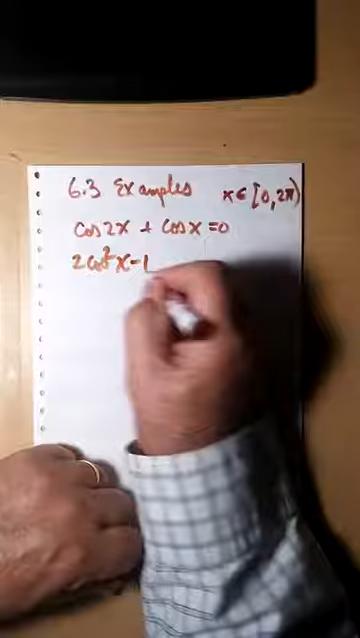 6.3 Examples x ∈ [0, 2π)
cos 2x + cos x = 0
2cos²x - 1